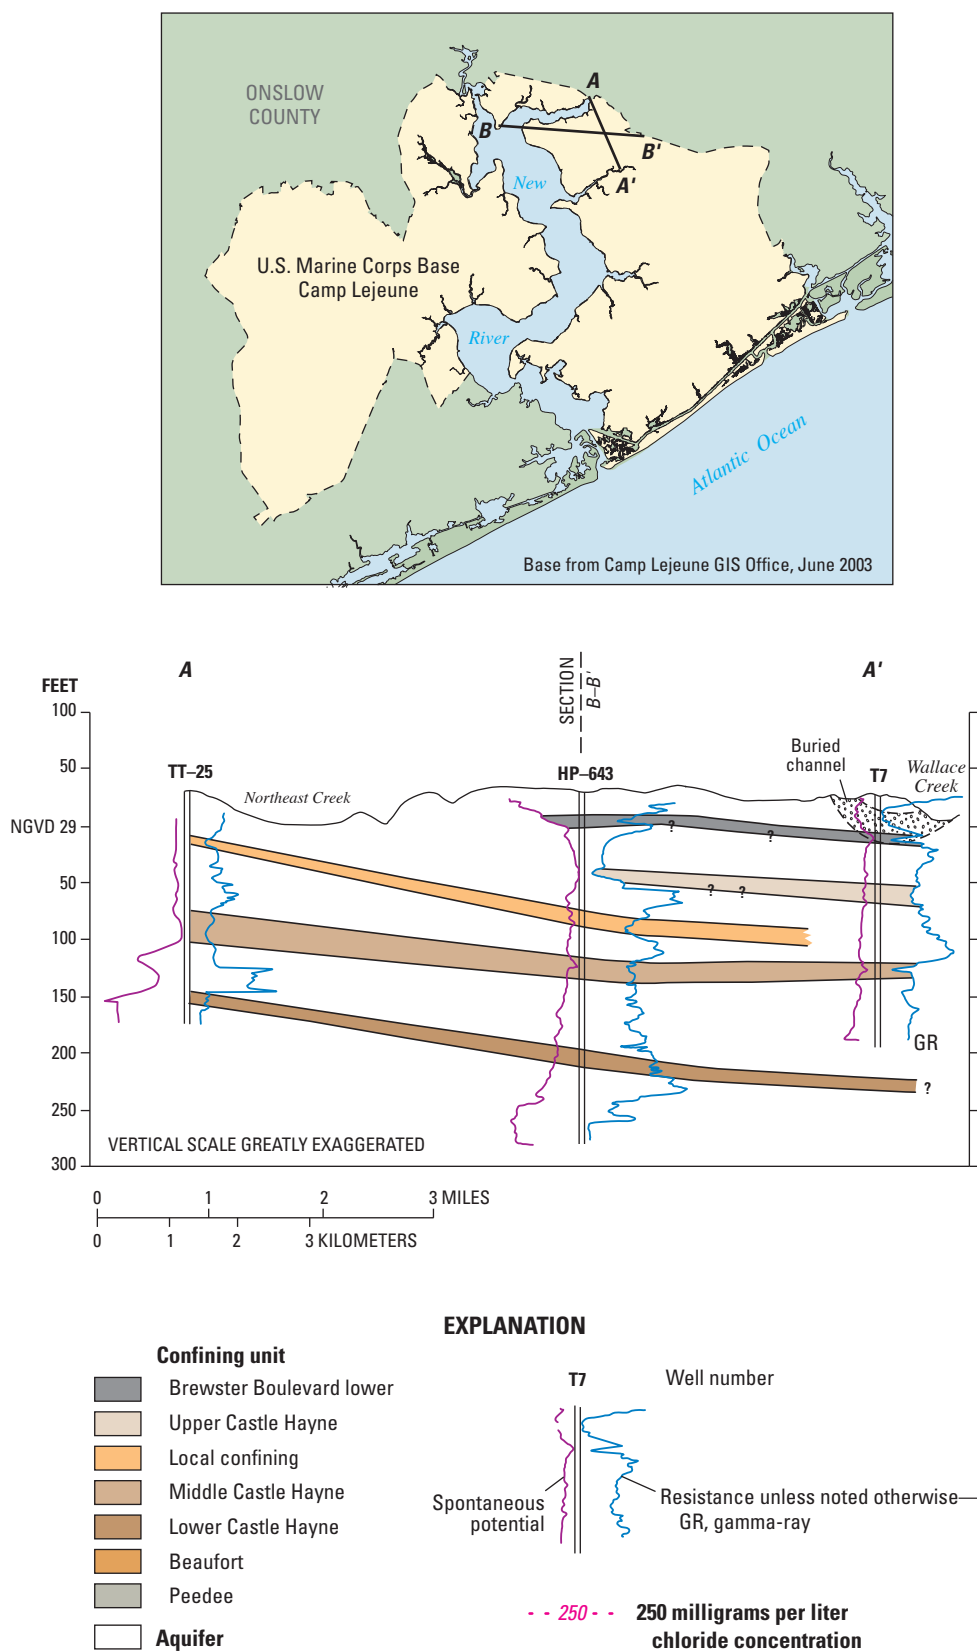 ONSLOW
COUNTY
A
B
B'
A'
New
U.S. Marine Corps Base
Camp Lejeune
River
Atlantic Ocean
Base from Camp Lejeune GIS Office, June 2003
A
SECTION
B–B'
A'
FEET
100
50
NGVD 29
50
100
150
200
250
300
TT–25
Northeast Creek
HP–643
Buried
channel
T7
Wallace
Creek
?
?
?
?
GR
?
VERTICAL SCALE GREATLY EXAGGERATED
0 1 2 3 MILES
0 1 2 3 KILOMETERS
EXPLANATION
Confining unit
Brewster Boulevard lower
Upper Castle Hayne
Local confining
Middle Castle Hayne
Lower Castle Hayne
Beaufort
Peedee
Aquifer
T7
Well number
Spontaneous
potential
Resistance unless noted otherwise—
GR, gamma-ray
250
250 milligrams per liter
chloride concentration